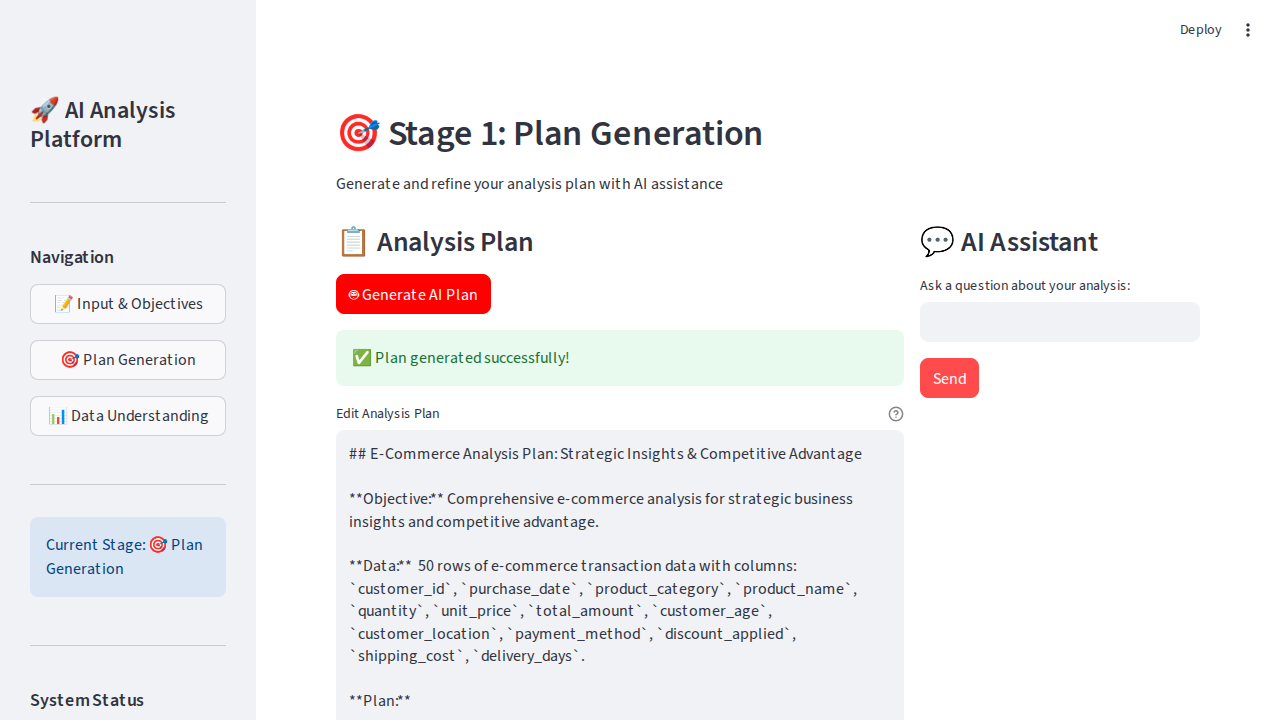 Deploy
🚀 AI Analysis
Platform
Navigation
📝 Input & Objectives
🎯 Plan Generation
📊 Data Understanding
Current Stage: 🎯 Plan
Generation
System Status
🎯 Stage 1: Plan Generation
Generate and refine your analysis plan with AI assistance
📋 Analysis Plan
Generate AI Plan
✅ Plan generated successfully!
Edit Analysis Plan
## E-Commerce Analysis Plan: Strategic Insights & Competitive Advantage
**Objective:** Comprehensive e-commerce analysis for strategic business
insights and competitive advantage.
**Data:** 50 rows of e-commerce transaction data with columns:
`customer_id`, `purchase_date`, `product_category`, `product_name`,
`quantity`, `unit_price`, `total_amount`, `customer_age`,
`customer_location`, `payment_method`, `discount_applied`,
`shipping_cost`, `delivery_days`.
**Plan:**
💬 AI Assistant
Ask a question about your analysis:
Send